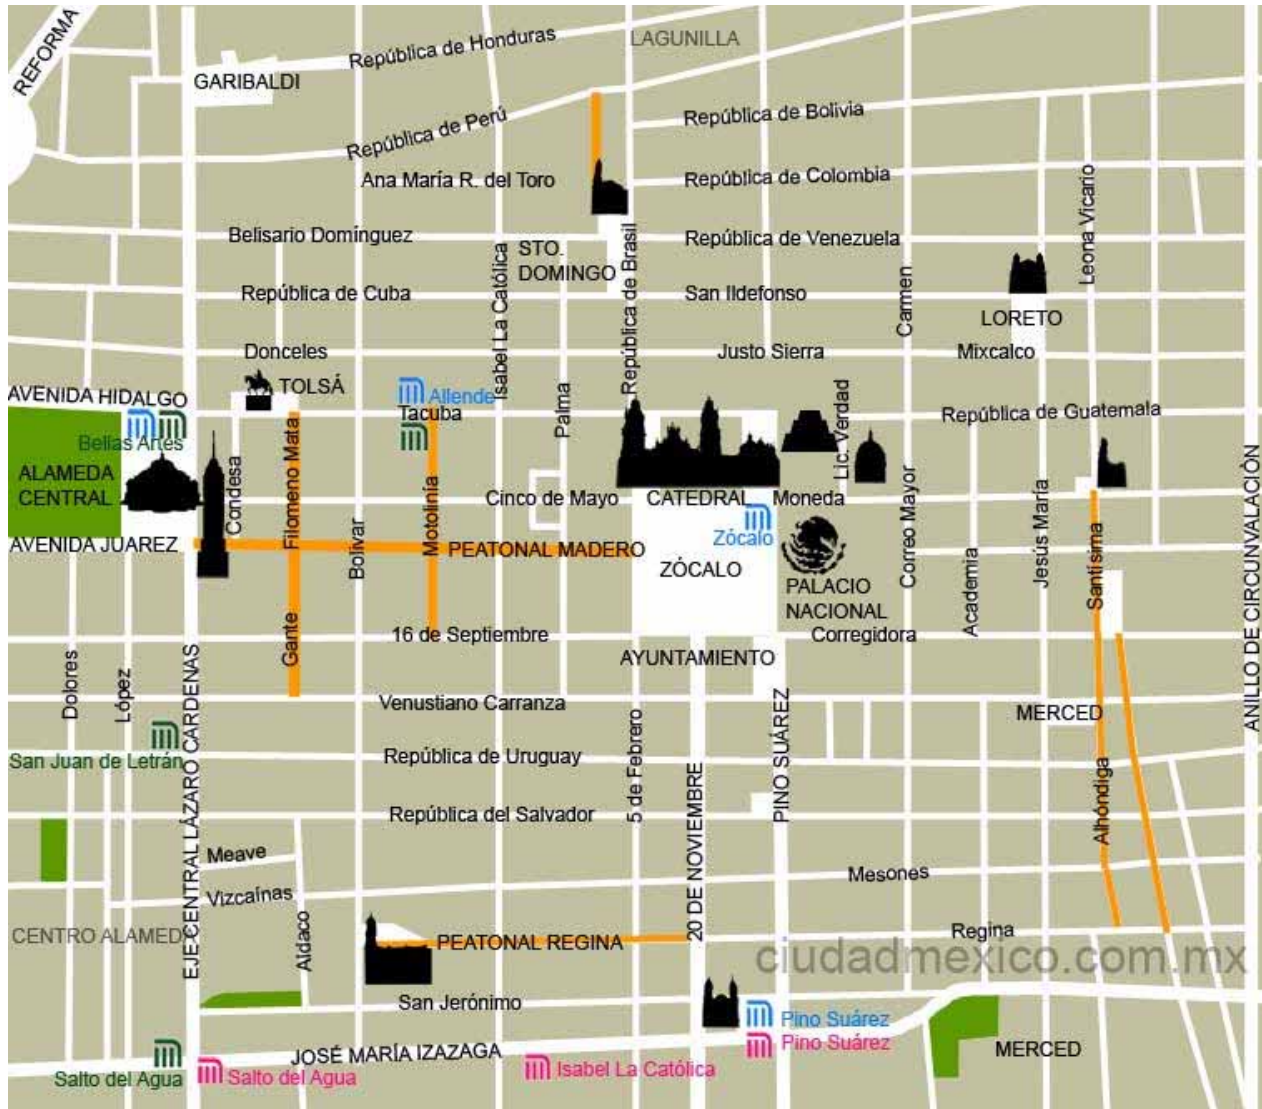 REFORMA
República de Honduras
LAGUNILLA
GARIBALDI
República de Perú
República de Bolivia
Ana María R. del Toro
República de Colombia
Leona Vicario
Belisario Domínguez
STO.
DOMINGO
República de Brasil
República de Venezuela
Isabel La Católica
República de Cuba
San Ildefonso
Carmen
LORETO
Donceles
Justo Sierra
Mixcalco
AVENIDA HIDALGO
TOLSÁ
Allende
Tacuba
Palma
Lic. Verdad
República de Guatemala
Bellas Artes
ALAMEDA
CENTRAL
Condesa
Filomeno Mata
Motolinía
Cinco de Mayo
CATEDRAL
Moneda
Correo Mayor
Jesús María
ANILLO DE CIRCUNVALACIÓN
AVENIDA JUAREZ
Bolívar
PEATONAL MADERO
Zócalo
ZÓCALO
PALACIO
NACIONAL
Academia
Santísima
Gante
16 de Septiembre
Corregidora
AYUNTAMIENTO
Dolores
López
EJE CENTRAL LÁZARO CARDENAS
Venustiano Carranza
5 de Febrero
PINO SUÁREZ
MERCED
San Juan de Letrán
República de Uruguay
20 DE NOVIEMBRE
República del Salvador
Alhóndiga
Meave
Vizcaínas
Mesones
CENTRO ALAMEDA
Aldaco
PEATONAL REGINA
Regina
ciudadmexico.com.mx
San Jerónimo
Pino Suárez
Pino Suárez
JOSÉ MARÍA IZAZAGA
MERCED
Salto del Agua
Salto del Agua
Isabel La Católica